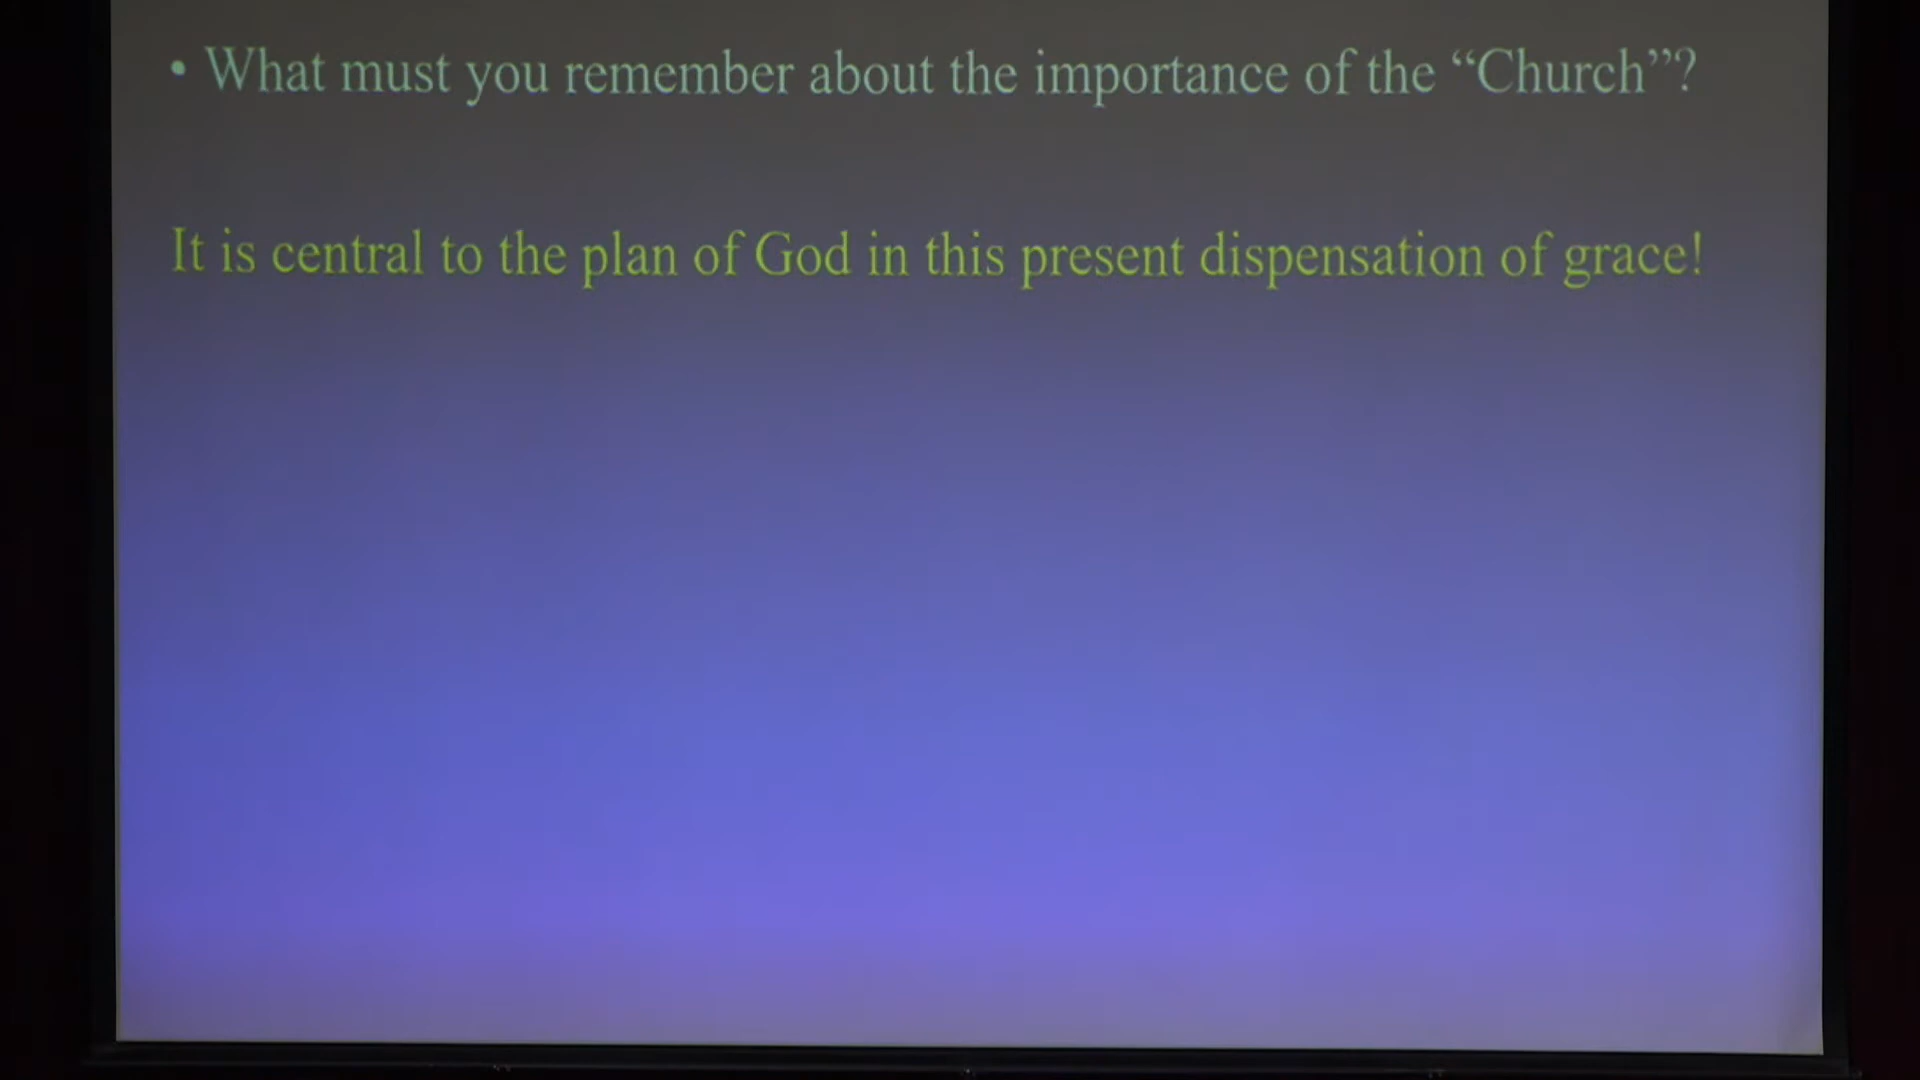 • What must you remember about the importance of the “Church”?
It is central to the plan of God in this present dispensation of grace!